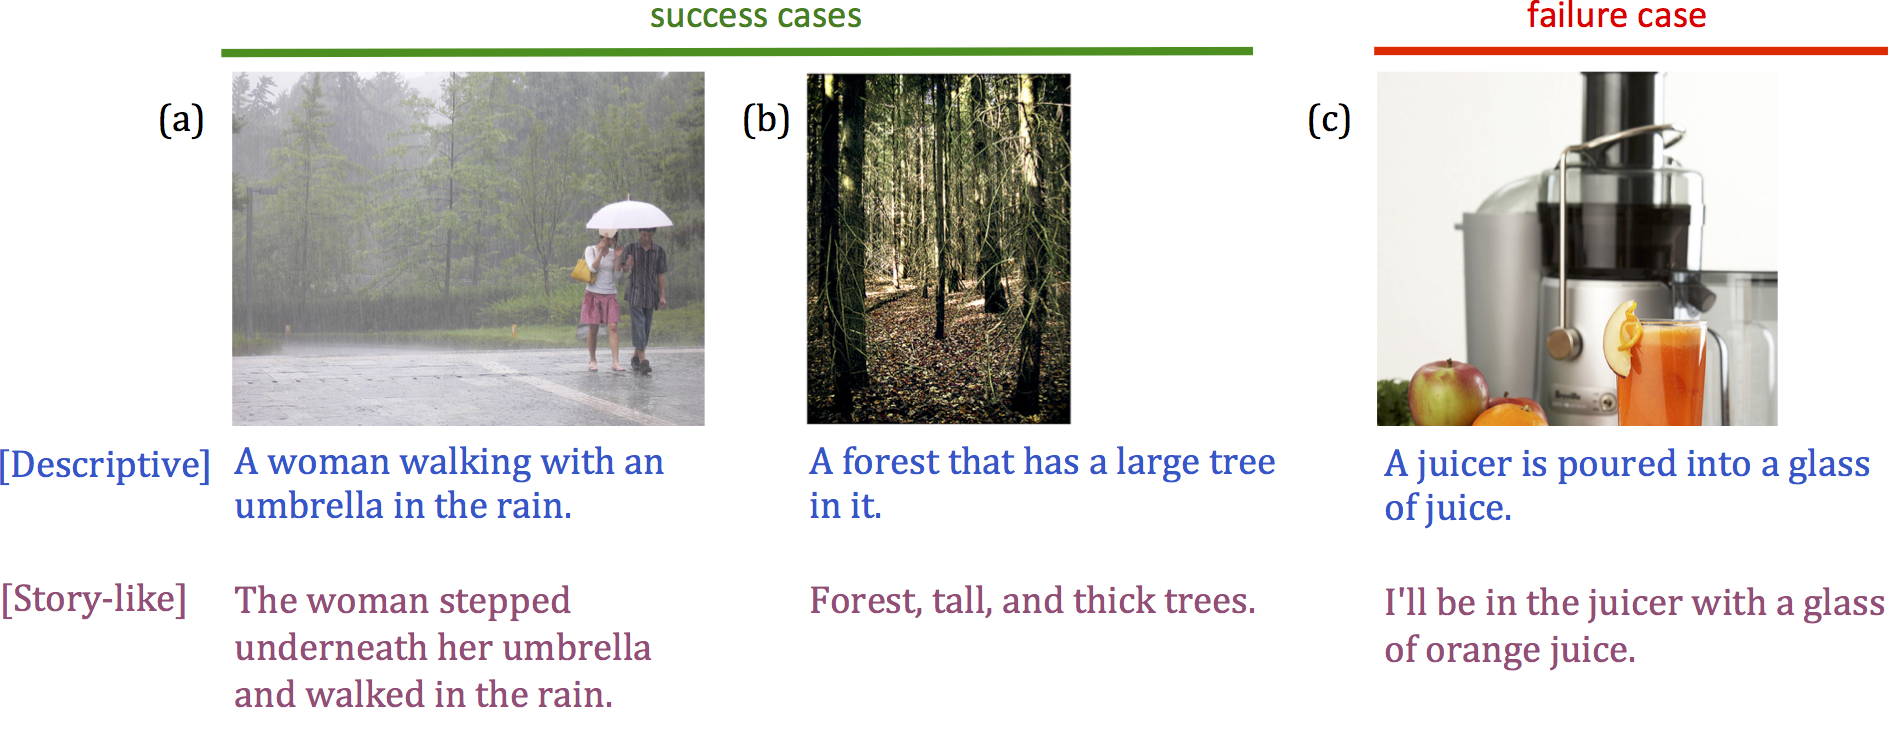 success cases
failure case
(a)
(b)
(c)
Breville
[Descriptive]
A woman walking with an
umbrella in the rain.
A forest that has a large tree
in it.
A juicer is poured into a glass
of juice.
[Story-like]
The woman stepped
underneath her umbrella
and walked in the rain.
Forest, tall, and thick trees.
I'll be in the juicer with a glass
of orange juice.